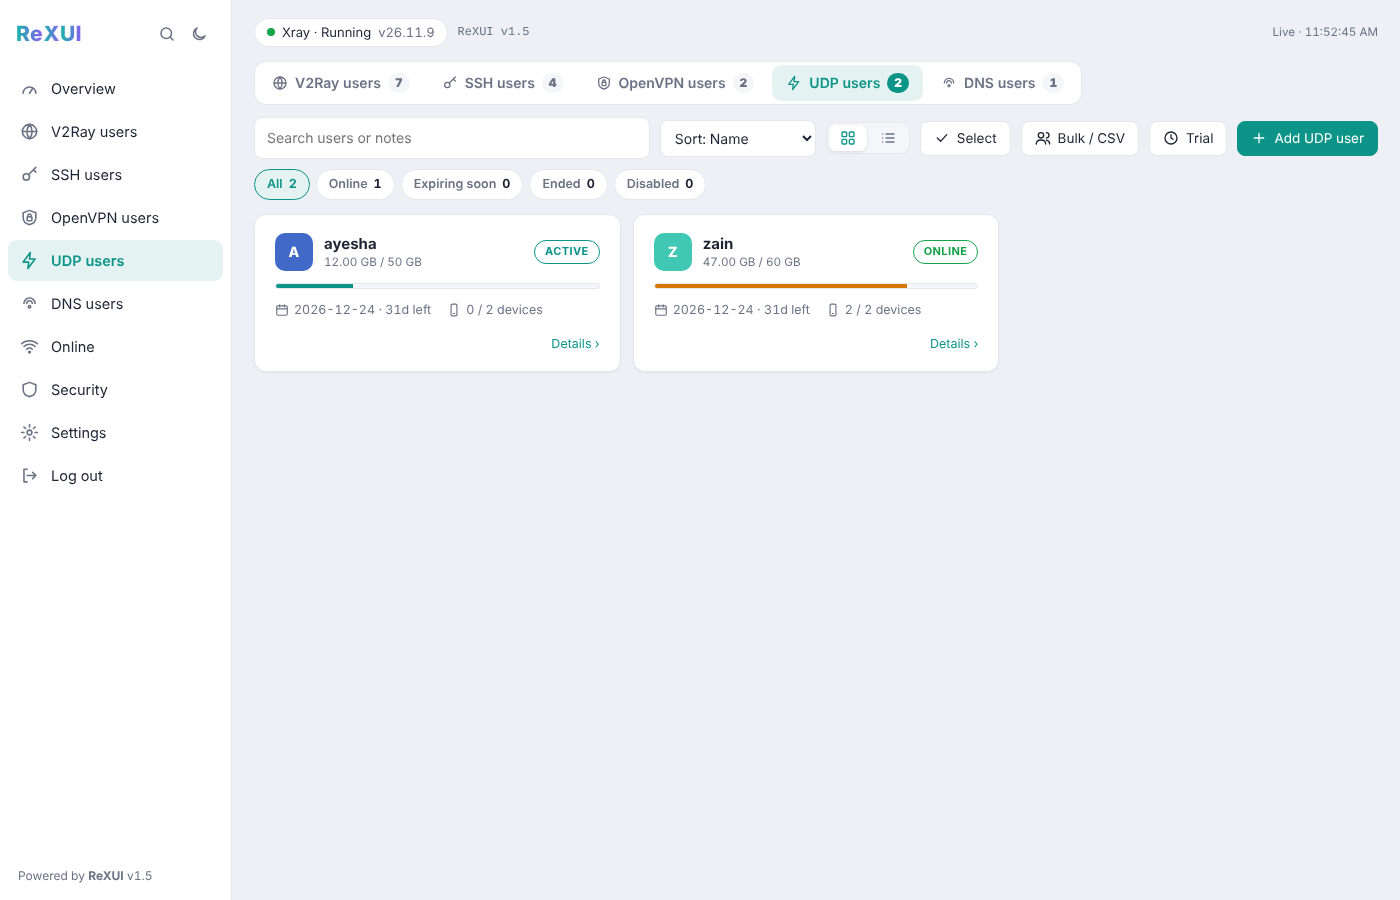 ReXUI
Overview
V2Ray users
SSH users
OpenVPN users
UDP users
DNS users
Online
Security
Settings
Log out
Powered by ReXUI v1.5
Xray · Running v26.11.9
ReXUI v1.5
Live · 11:52:45 AM
V2Ray users 7
SSH users 4
OpenVPN users 2
UDP users 2
DNS users 1
Search users or notes
Sort: Name
Select
Bulk / CSV
Trial
Add UDP user
All 2
Online 1
Expiring soon 0
Ended 0
Disabled 0
A
ayesha
12.00 GB / 50 GB
ACTIVE
2026-12-24 · 31d left
0 / 2 devices
Details ›
Z
zain
47.00 GB / 60 GB
ONLINE
2026-12-24 · 31d left
2 / 2 devices
Details ›